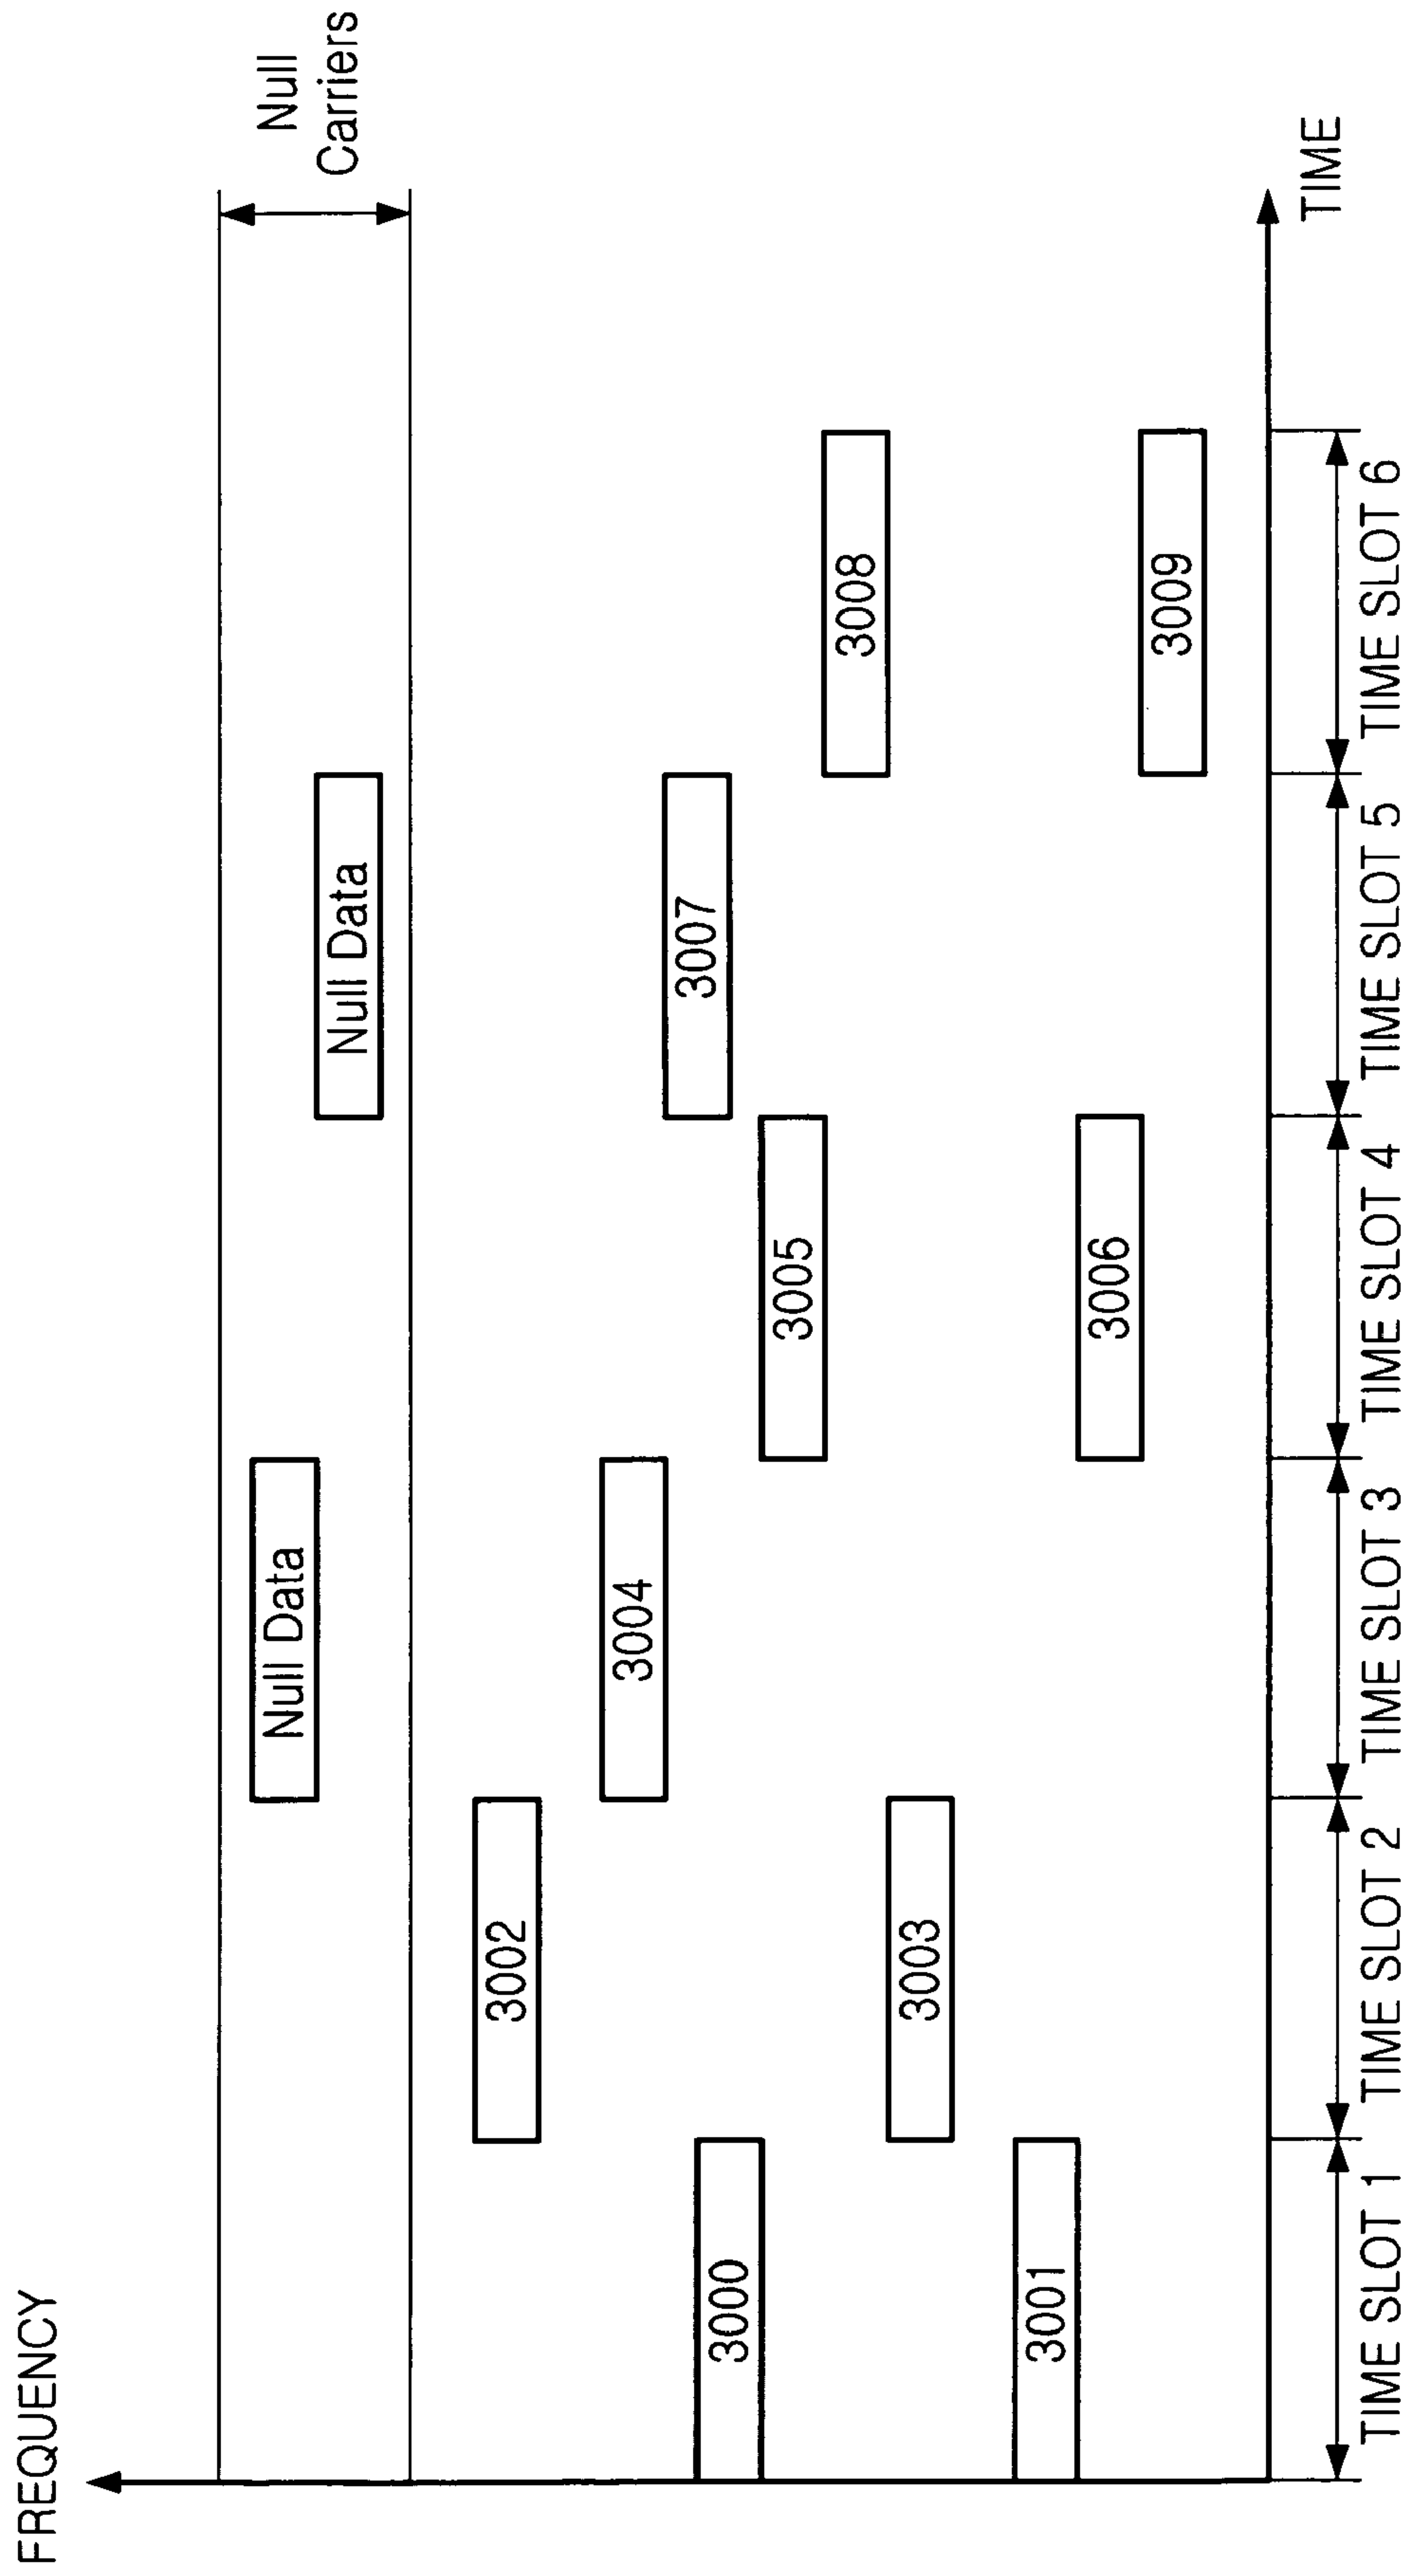 FREQUENCY
Null
Carriers
Null Data
Null Data
3002
3004
3007
3000
3005
3008
3003
3001
3006
3009
TIME
TIME SLOT 1
TIME SLOT 2
TIME SLOT 3
TIME SLOT 4
TIME SLOT 5
TIME SLOT 6